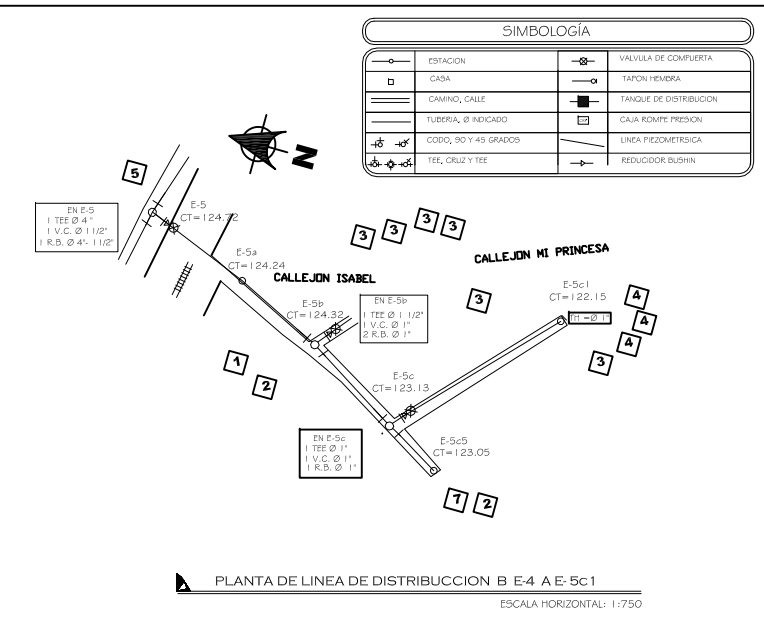 SIMBOLOGÍA
ESTACION
VALVULA DE COMPUERTA
CASA
TAPON HEMBRA
CAMINO, CALLE
TANQUE DE DISTRIBUCION
TUBERIA, Ø INDICADO
CAJA ROMPE PRESION
CODO, 90 Y 45 GRADOS
LINEA PIEZOMETRSICA
TEE, CRUZ Y TEE
REDUCIDOR BUSHIN
N
5
EN E-5
1 TEE Ø 4"
1 V.C. Ø 1 1/2"
1 R.B. Ø 4"- 1 1/2"
E-5
CT=124.72
3
3
3
3
E-5a
CT=124.24
CALLEJON ISABEL
CALLEJON MI PRINCESA
E-5b
CT=124.32
EN E-5b
1 TEE Ø 1 1/2"
1 V.C. Ø 1"
2 R.B. Ø 1"
3
E-5c1
CT=122.15
TH =Ø 1"
4
4
4
3
1
2
E-5c
CT=123.13
EN E-5c
1 TEE Ø 1"
1 V.C. Ø 1"
1 R.B. Ø 1"
E-5c5
CT=123.05
7
2
PLANTA DE LINEA DE DISTRIBUCCION B E-4 A E-5c1
ESCALA HORIZONTAL: 1:750